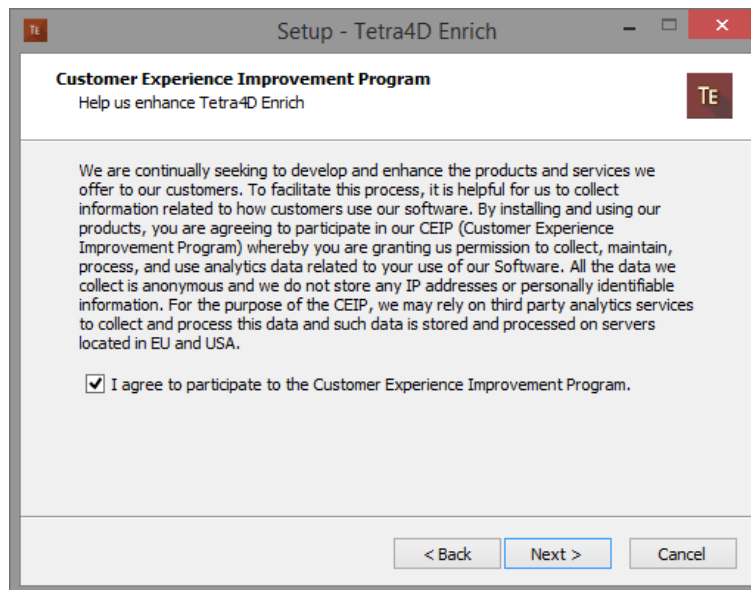 TE
Setup - Tetra4D Enrich
Customer Experience Improvement Program
Help us enhance Tetra4D Enrich
TE
We are continually seeking to develop and enhance the products and services we
offer to our customers. To facilitate this process, it is helpful for us to collect
information related to how customers use our software. By installing and using our
products, you are agreeing to participate in our CEIP (Customer Experience
Improvement Program) whereby you are granting us permission to collect, maintain,
process, and use analytics data related to your use of our Software. All the data we
collect is anonymous and we do not store any IP addresses or personally identifiable
information. For the purpose of the CEIP, we may rely on third party analytics services
to collect and process this data and such data is stored and processed on servers
located in EU and USA.
I agree to participate to the Customer Experience Improvement Program.
< Back
Next >
Cancel